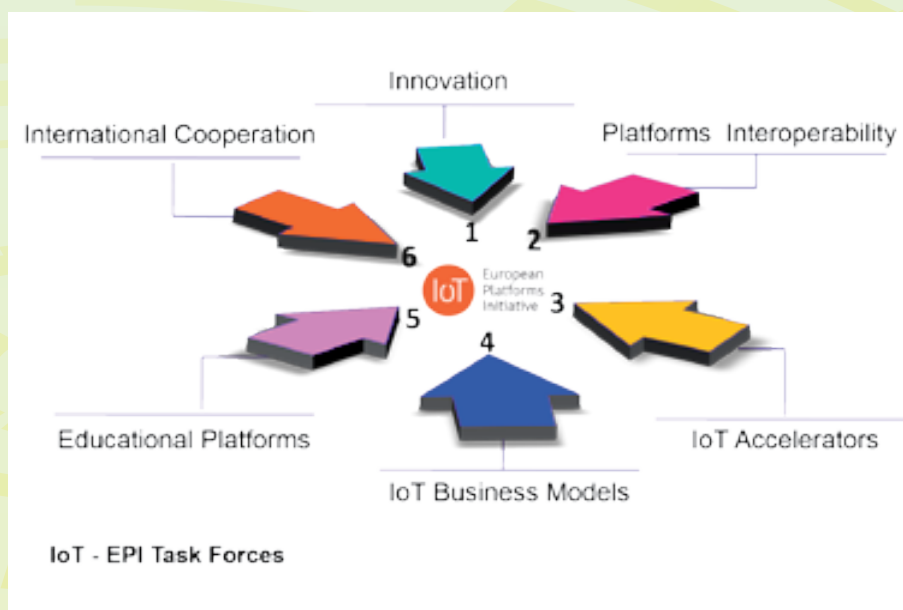 Innovation
International Cooperation
Platforms Interoperability
1
2
6
IoT
European
Platforms
Initiative
3
5
4
Educational Platforms
IoT Accelerators
IoT Business Models
IoT - EPI Task Forces